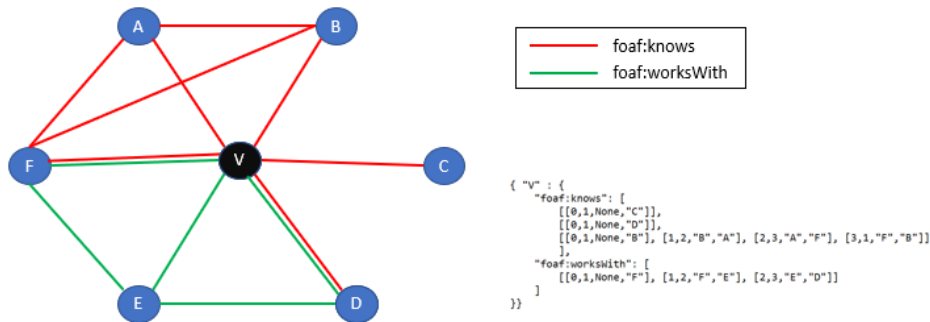 A
B
foaf:knows
foaf:worksWith
F
V
C
{ "V" : {
"foaf:knows": [
[[0,1,None,"C"]],
[[0,1,None,"D"]],
[[0,1,None,"B"], [1,2,"B","A"], [2,3,"A","F"], [3,1,"F","B"]]
],
"foaf:worksWith": [
[[0,1,None,"F"], [1,2,"F","E"], [2,3,"E","D"]]
]
}}
E
D